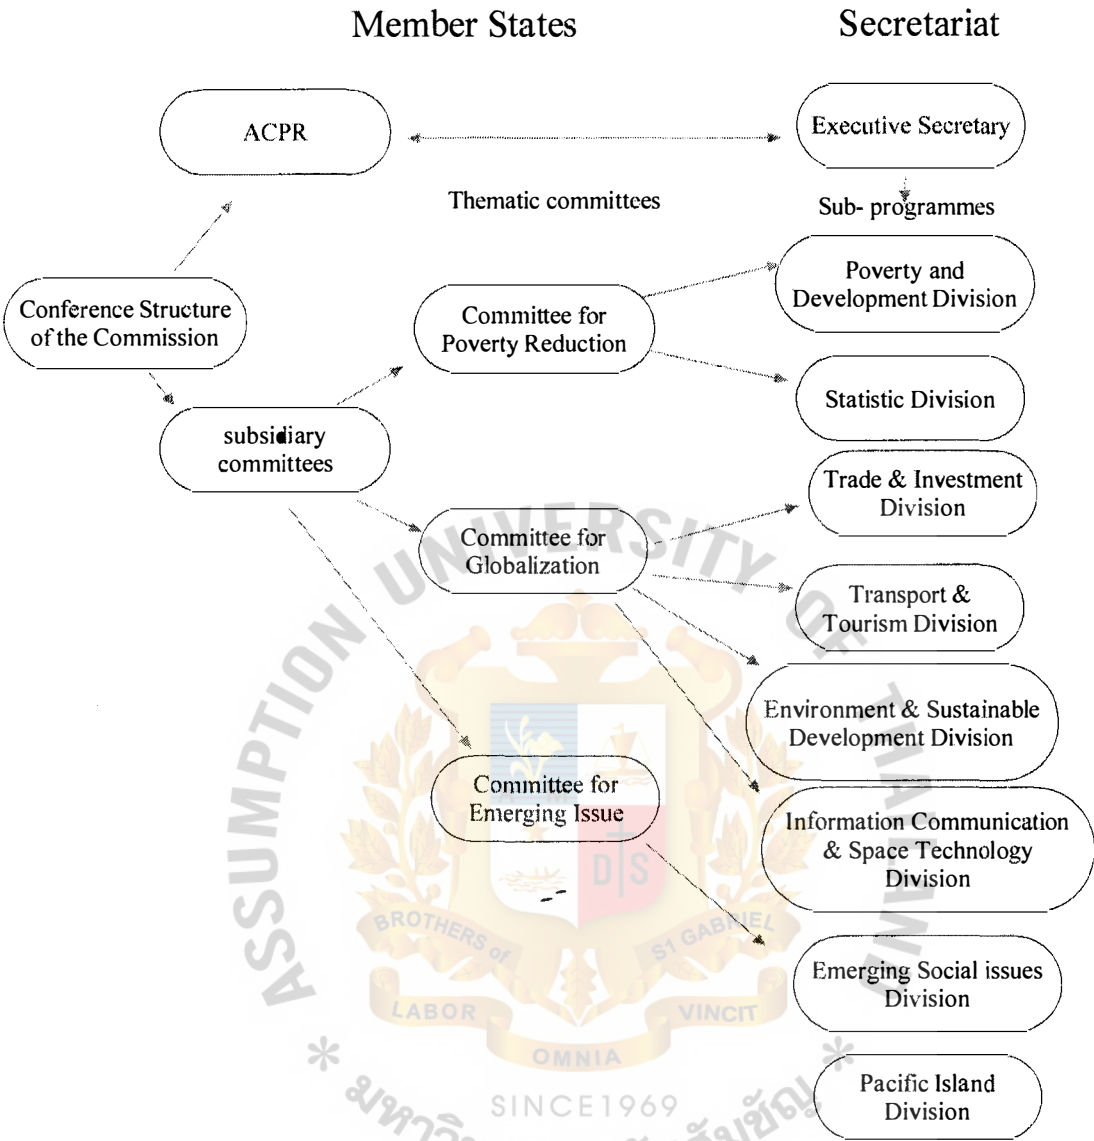 Member States
Secretariat
ACPR
Executive Secretary
Thematic committees
Sub- programmes
Conference Structure
of the Commission
Committee for
Poverty Reduction
Poverty and
Development Division
Statistic Division
subsidiary
committees
Trade & Investment
Division
Committee for
Globalization
Transport &
Tourism Division
Environment & Sustainable
Development Division
Committee for
Emerging Issue
Information Communication
& Space Technology
Division
Emerging Social issues
Division
Pacific Island
Division
ASSUMPTION UNIVERSITY OF THAILAND
D S
BROTHERS of
S1 GABRIEL
LABOR
VINCIT
OMNIA
SINCE1969